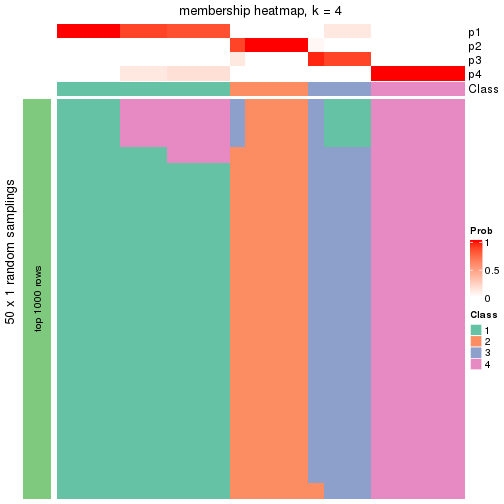 membership heatmap, k = 4
p1
p2
p3
p4
Class
50 x 1 random samplings
top 1000 rows
Prob
1
0.5
0
Class
1
2
3
4